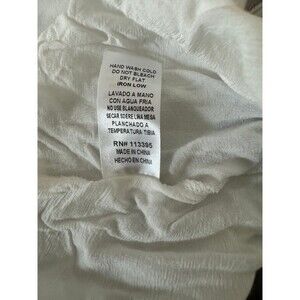 HAND WASH COLD
DO NOT BLEACH
DRY FLAT
IRON LOW
LAVADO A MANO
CON AGUA FRIA
NO USE BLANQUEADOR
SECAR SOBRE UNA MESA
PLANCHADO A
TEMPERATURA TIBIA
RN# 113395
MADE IN CHINA
HECHO EN CHINA